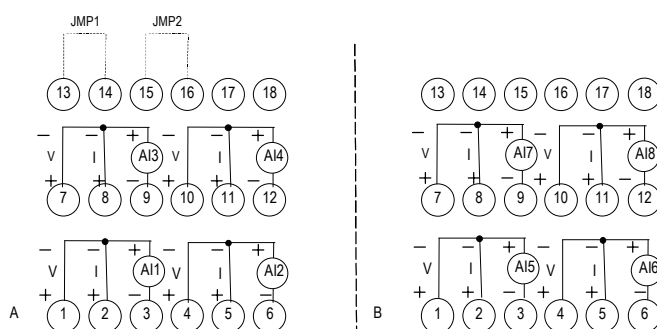 JMP1 JMP2
13 14 15 16 17 18 13 14 15 16 17 18
− − + − − + − − + − − +
V I AI3 V I AI4 V I AI7 V I AI8
+ + − + + − + + − + + −
7 8 9 10 11 12 7 8 9 10 11 12
− − + − − + − − + − − +
V I AI1 V I AI2 V I AI5 V I AI6
+ + − + + − + + − + + −
A 1 2 3 4 5 6 B 1 2 3 4 5 6